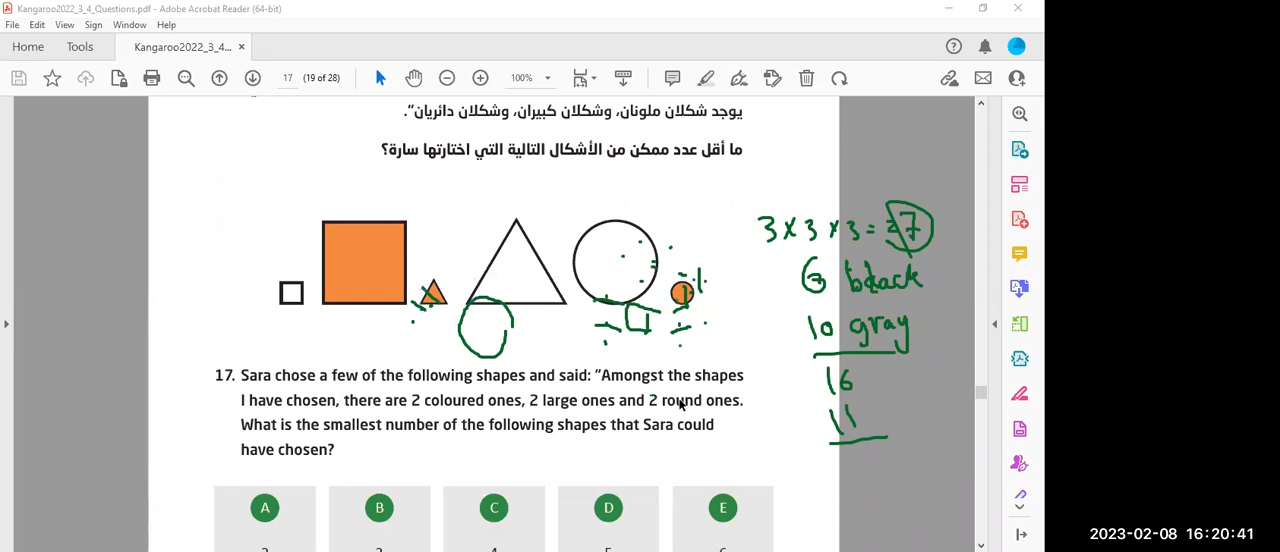 Kangaroo2022_3_4_Questions.pdf - Adobe Acrobat Reader (64-bit)
File Edit View Sign Window Help
Home Tools Kangaroo2022_3_4... ×
17 (19 of 28) 100%
يوجد شكلان ملونان، وشكلان كبيران، وشكلان دائريان".
ما أقل عدد ممكن من الأشكال التالية التي اختارتها سارة؟
3 × 3 × 3 = 27
6 black
10 gray
16
11
17. Sara chose a few of the following shapes and said: "Amongst the shapes
I have chosen, there are 2 coloured ones, 2 large ones and 2 round ones.
What is the smallest number of the following shapes that Sara could
have chosen?
A B C D E
2023-02-08 16:20:41